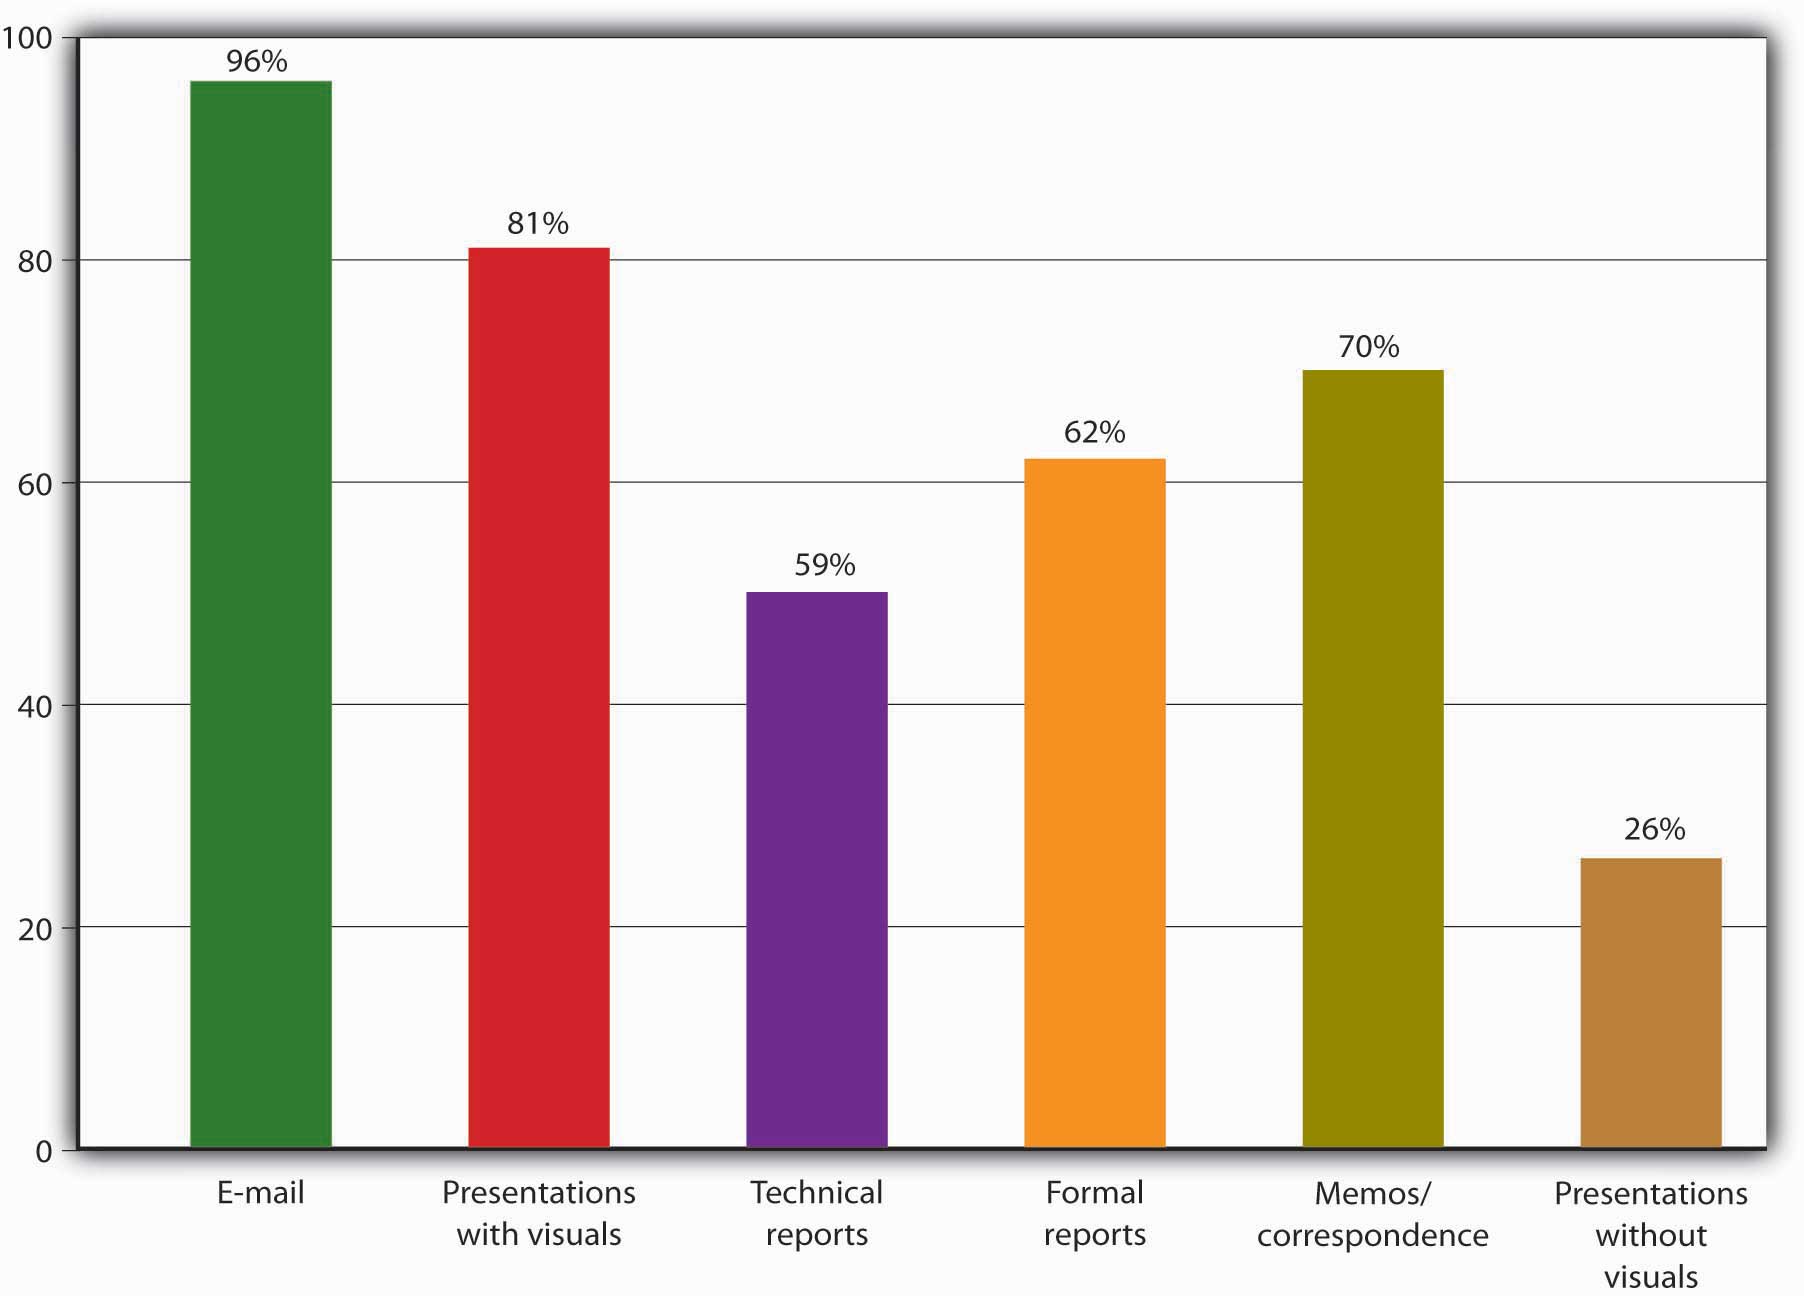 100
96%
81%
80
70%
62%
60
59%
40
26%
20
0
E-mail
Presentations
with visuals
Technical
reports
Formal
reports
Memos/
correspondence
Presentations
without
visuals